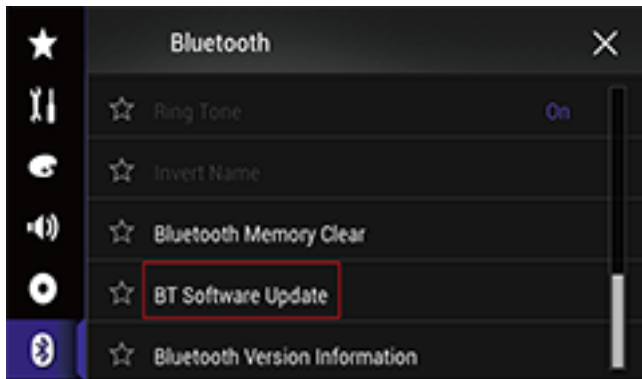 Bluetooth
Ring Tone On
Invert Name
Bluetooth Memory Clear
BT Software Update
Bluetooth Version Information